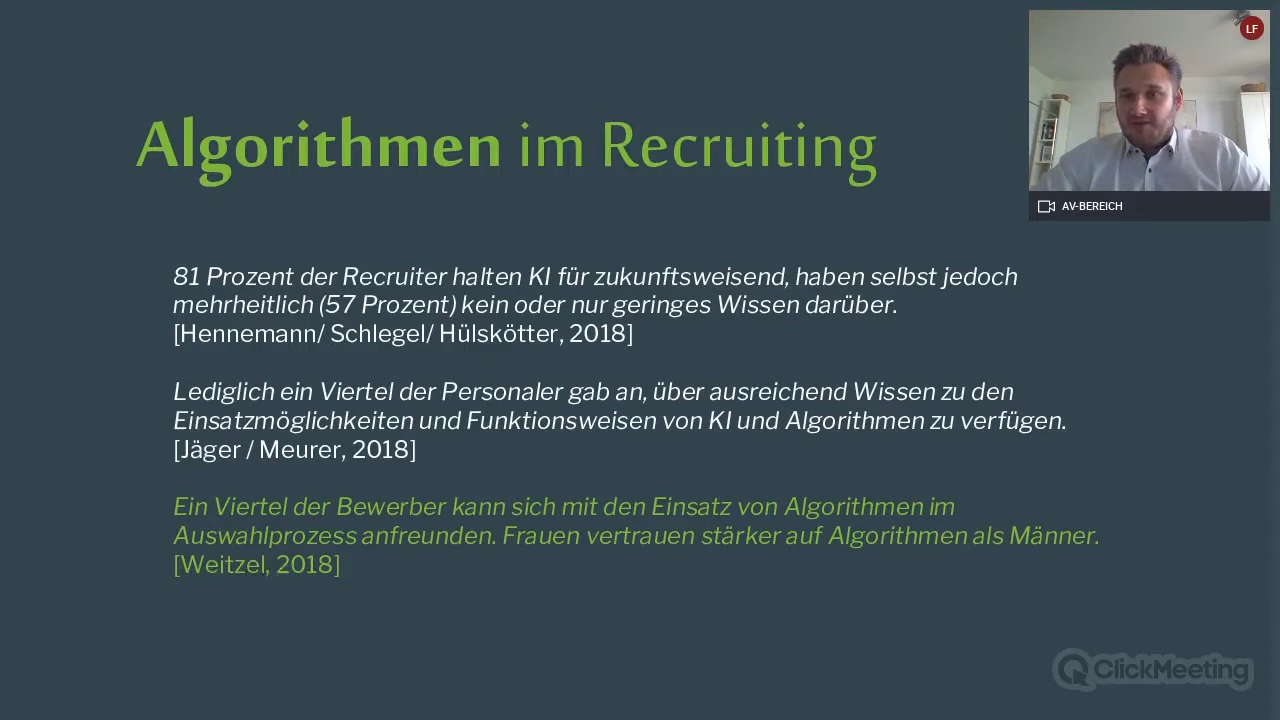 LF
AV-BEREICH
Algorithmen im Recruiting
81 Prozent der Recruiter halten KI für zukunftsweisend, haben selbst jedoch
mehrheitlich (57 Prozent) kein oder nur geringes Wissen darüber.
[Hennemann/ Schlegel/ Hülskötter, 2018]
Lediglich ein Viertel der Personaler gab an, über ausreichend Wissen zu den
Einsatzmöglichkeiten und Funktionsweisen von KI und Algorithmen zu verfügen.
[Jäger / Meurer, 2018]
Ein Viertel der Bewerber kann sich mit den Einsatz von Algorithmen im
Auswahlprozess anfreunden. Frauen vertrauen stärker auf Algorithmen als Männer.
[Weitzel, 2018]
ClickMeeting